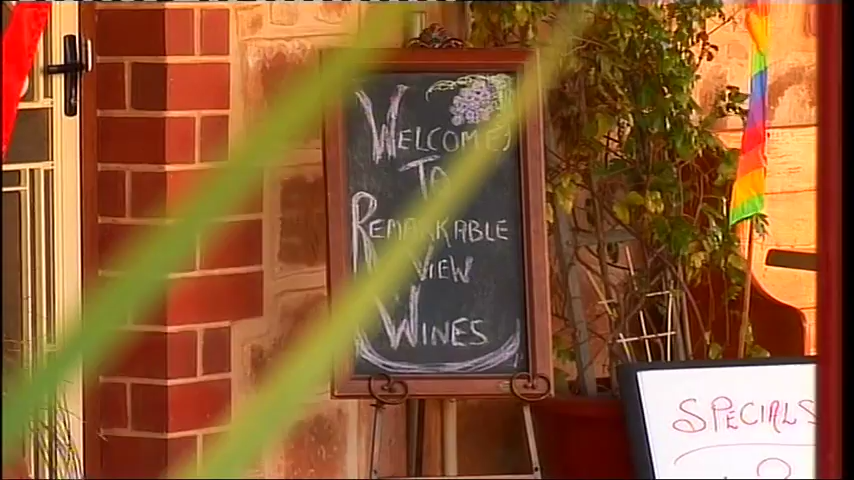 WELCOME
TO
REMARKABLE
VIEW
WINES
SPECIALS